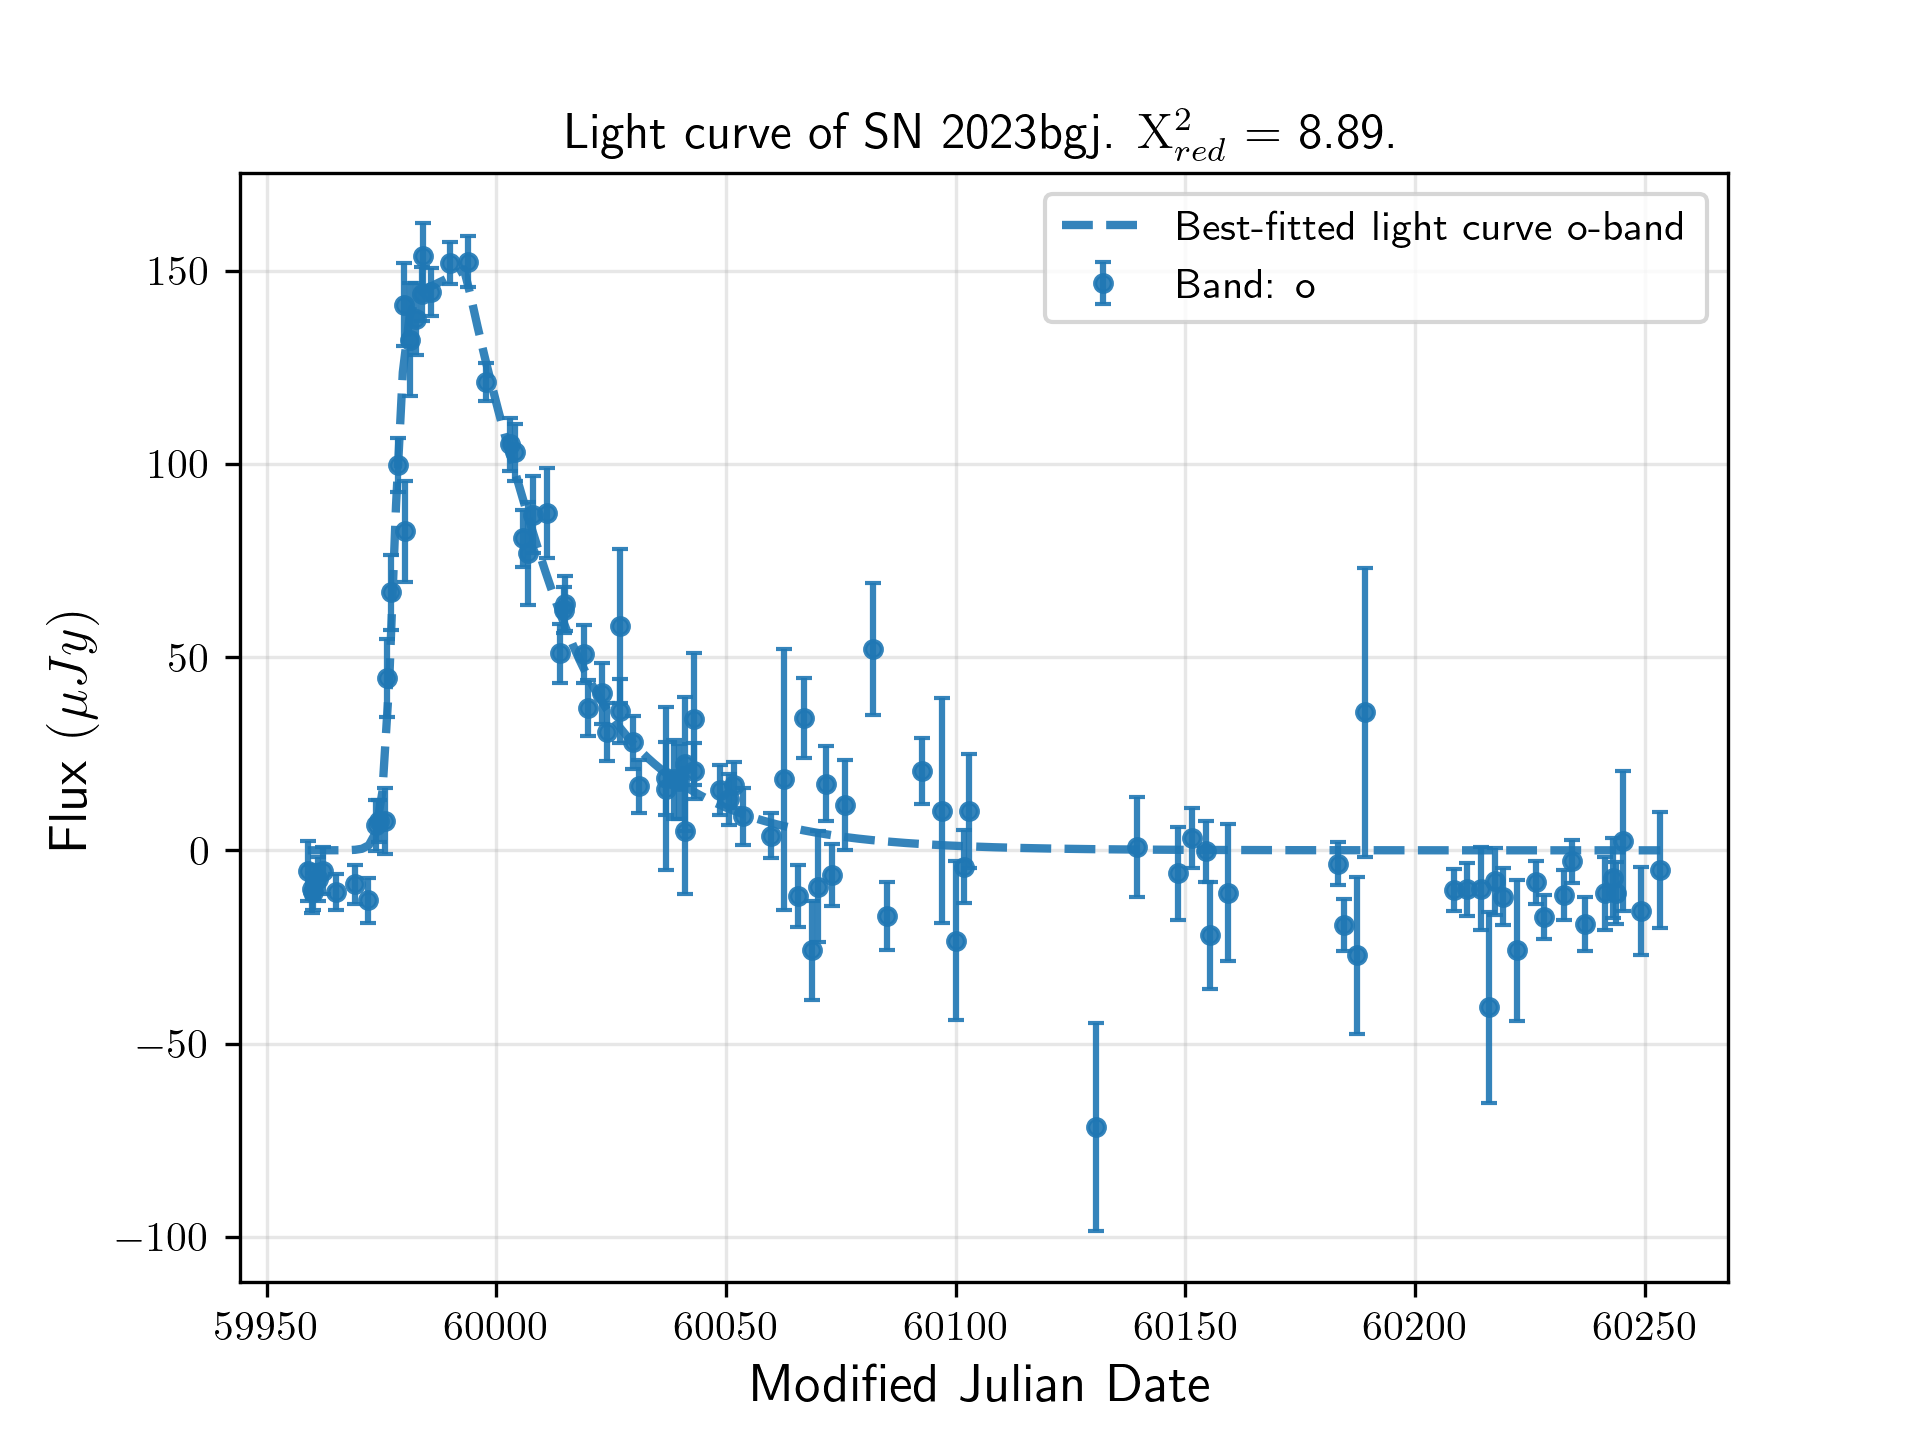 Light curve of SN 2023bgj. X²_red = 8.89.
Best-fitted light curve o-band
Band: o
150
100
50
0
−50
−100
Flux (μJy)
59950 60000 60050 60100 60150 60200 60250
Modified Julian Date